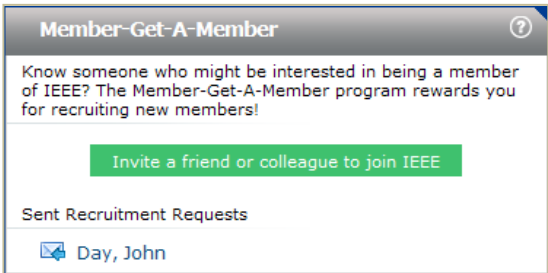 Member-Get-A-Member
?
Know someone who might be interested in being a member
of IEEE? The Member-Get-A-Member program rewards you
for recruiting new members!
Invite a friend or colleague to join IEEE
Sent Recruitment Requests
Day, John